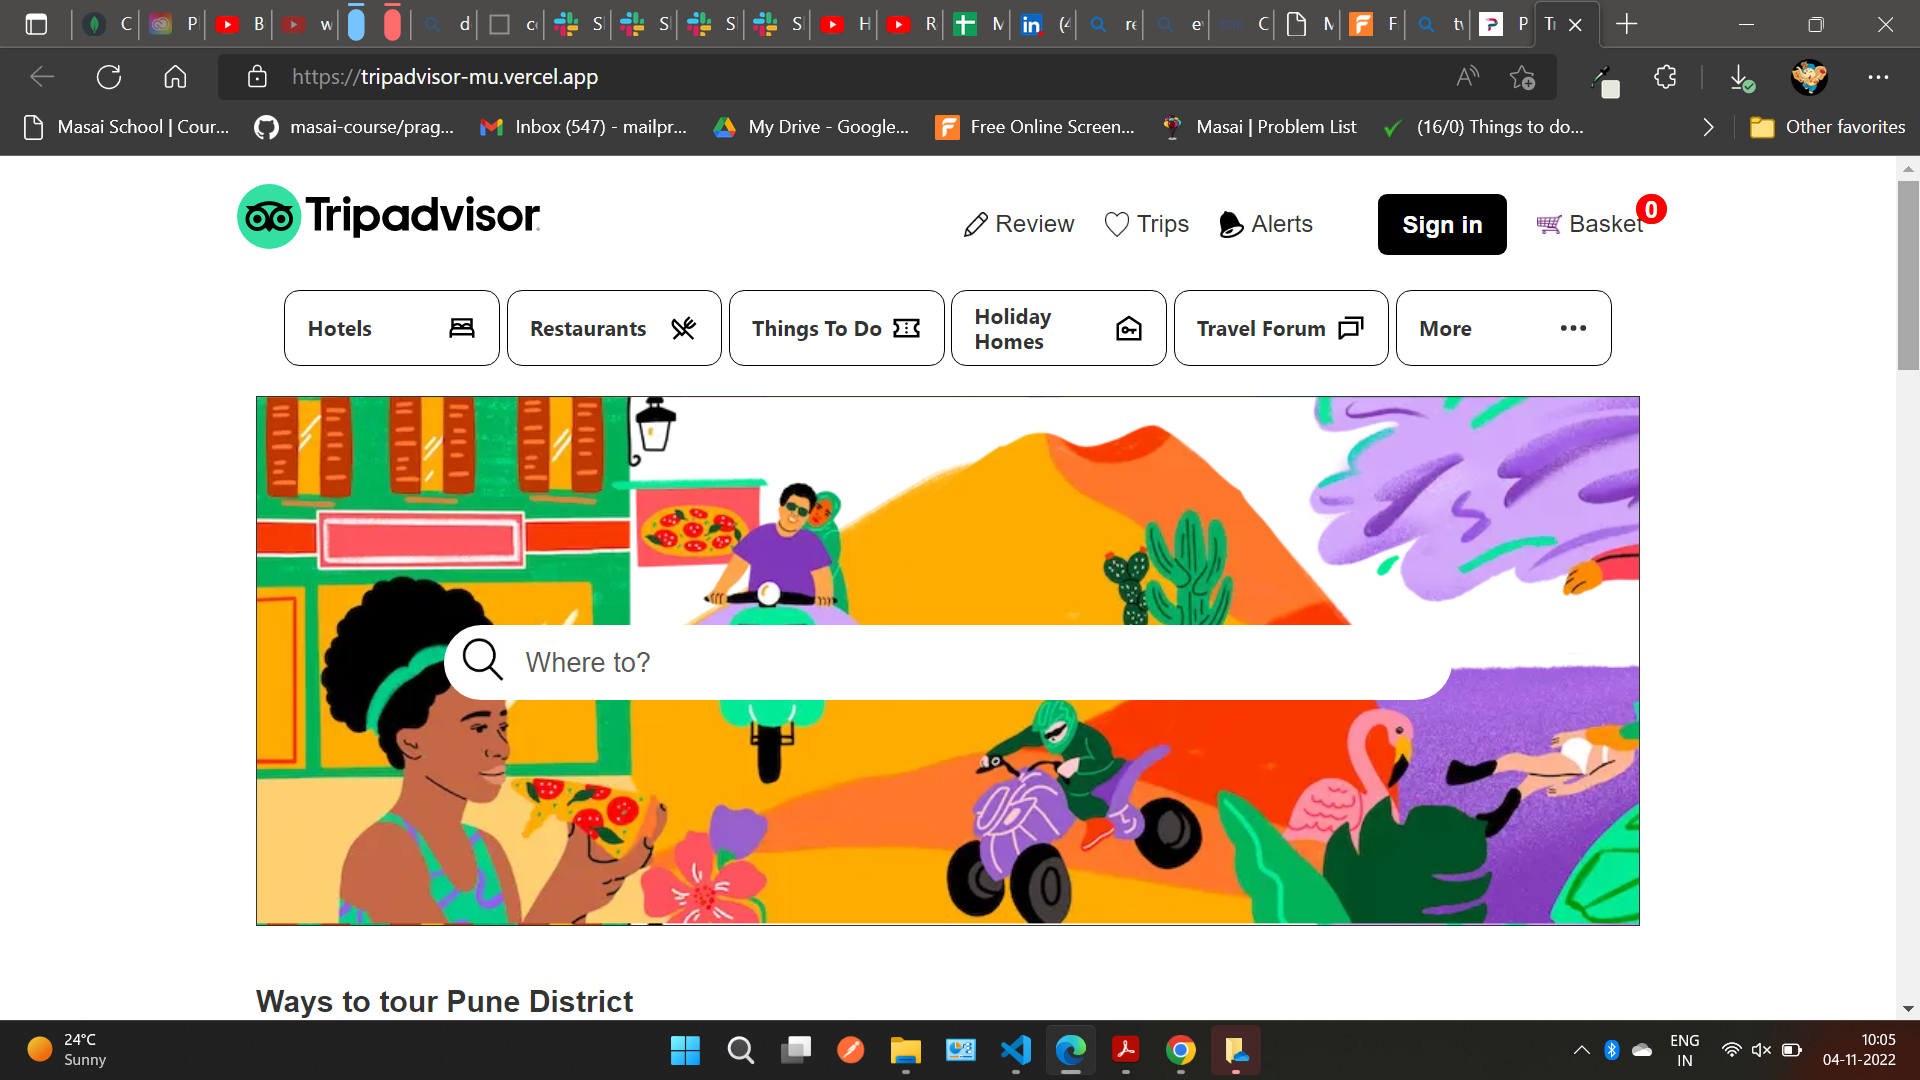 https://tripadvisor-mu.vercel.app
Masai School | Cour...
masai-course/prag...
Inbox (547) - mailpr...
My Drive - Google...
Free Online Screen...
Masai | Problem List
(16/0) Things to do...
Other favorites
Tripadvisor
Review
Trips
Alerts
Sign in
Basket
0
Hotels
Restaurants
Things To Do
Holiday
Homes
Travel Forum
More
Where to?
Ways to tour Pune District
24°C
Sunny
ENG
IN
10:05
04-11-2022